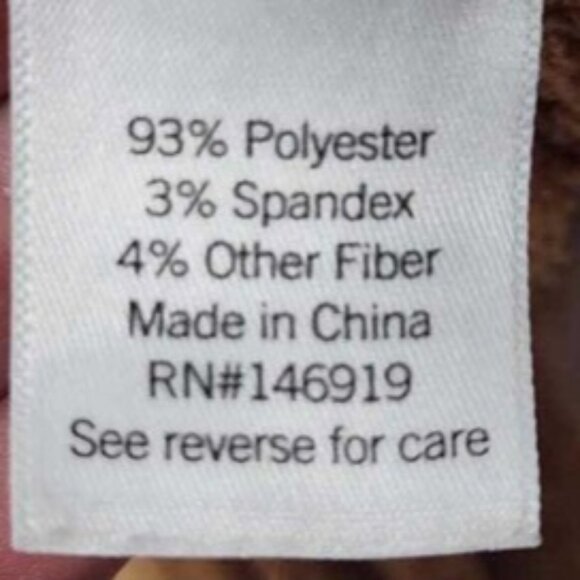 93% Polyester
3% Spandex
4% Other Fiber
Made in China
RN#146919
See reverse for care